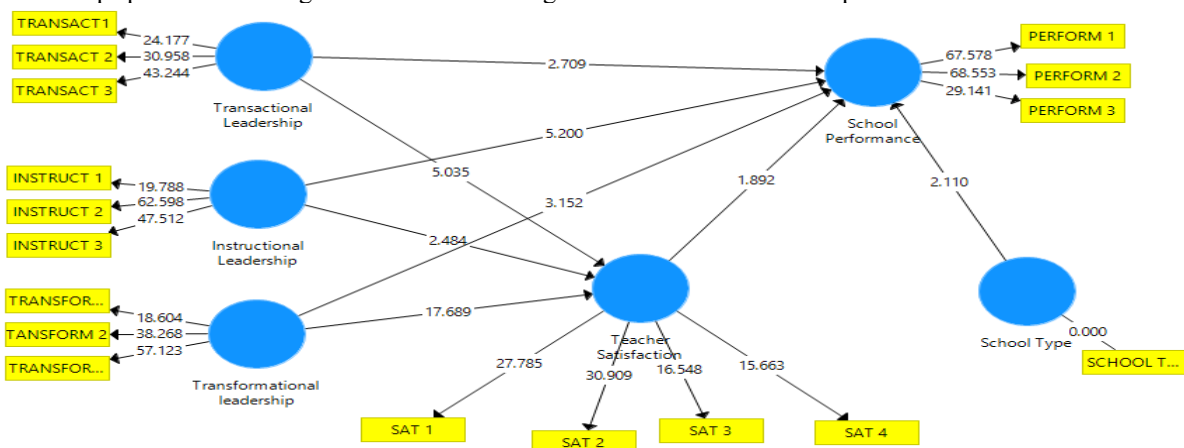 TRANSACT1
TRANSACT 2
TRANSACT 3
24.177
30.958
43.244
Transactional
Leadership
2.709
School
Performance
67.578
68.553
29.141
PERFORM 1
PERFORM 2
PERFORM 3
5.200
5.035
3.152
1.892
2.110
INSTRUCT 1
INSTRUCT 2
INSTRUCT 3
19.788
62.598
47.512
Instructional
Leadership
2.484
TRANSFOR...
TANSFORM 2
TRANSFOR...
18.604
38.268
57.123
Transformational
leadership
17.689
Teacher
Satisfaction
27.785
30.909
16.548
15.663
SAT 1
SAT 2
SAT 3
SAT 4
School Type
0.000
SCHOOL T...